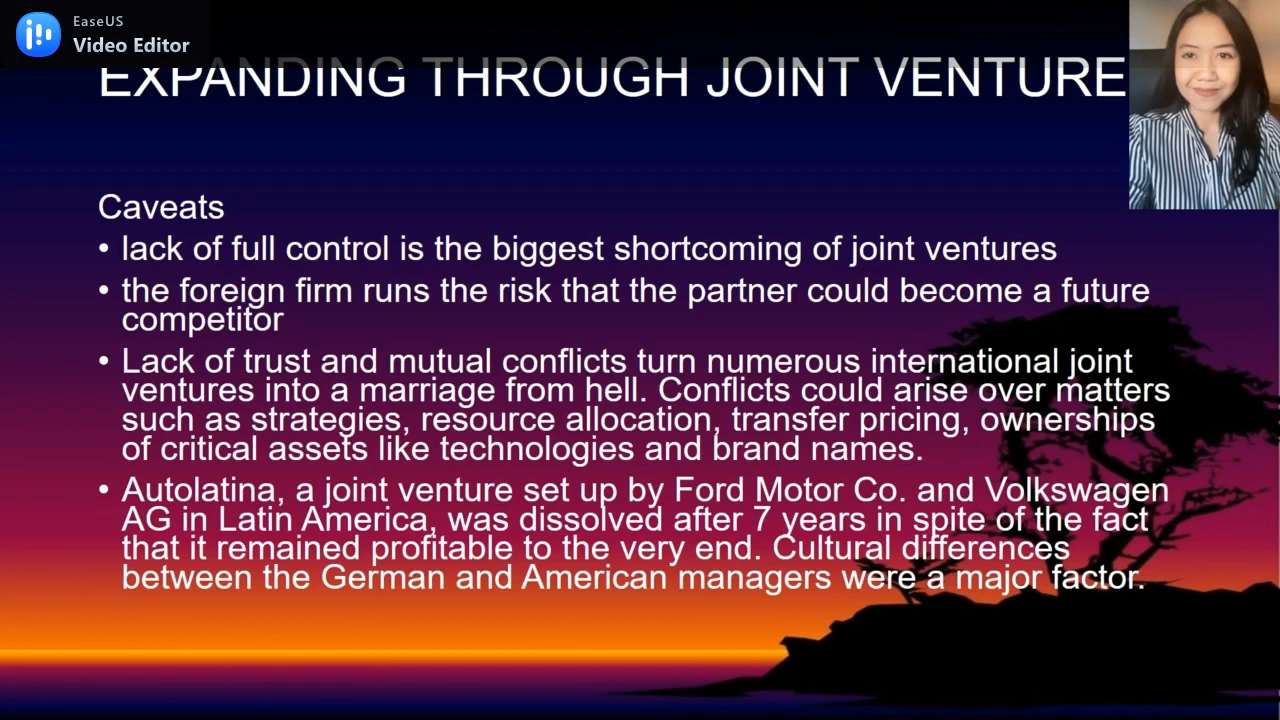 EaseUS
Video Editor
EXPANDING THROUGH JOINT VENTURE
Caveats
• lack of full control is the biggest shortcoming of joint ventures
• the foreign firm runs the risk that the partner could become a future
competitor
• Lack of trust and mutual conflicts turn numerous international joint
ventures into a marriage from hell. Conflicts could arise over matters
such as strategies, resource allocation, transfer pricing, ownerships
of critical assets like technologies and brand names.
• Autolatina, a joint venture set up by Ford Motor Co. and Volkswagen
AG in Latin America, was dissolved after 7 years in spite of the fact
that it remained profitable to the very end. Cultural differences
between the German and American managers were a major factor.